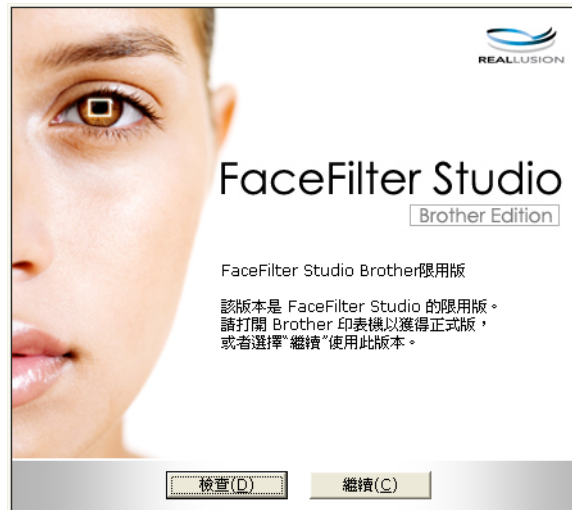 REALLUSION
FaceFilter Studio
Brother Edition
FaceFilter Studio Brother限用版
該版本是 FaceFilter Studio 的限用版。
請打開 Brother 印表機以獲得正式版，
或者選擇“繼續”使用此版本。
檢查(D)
繼續(C)